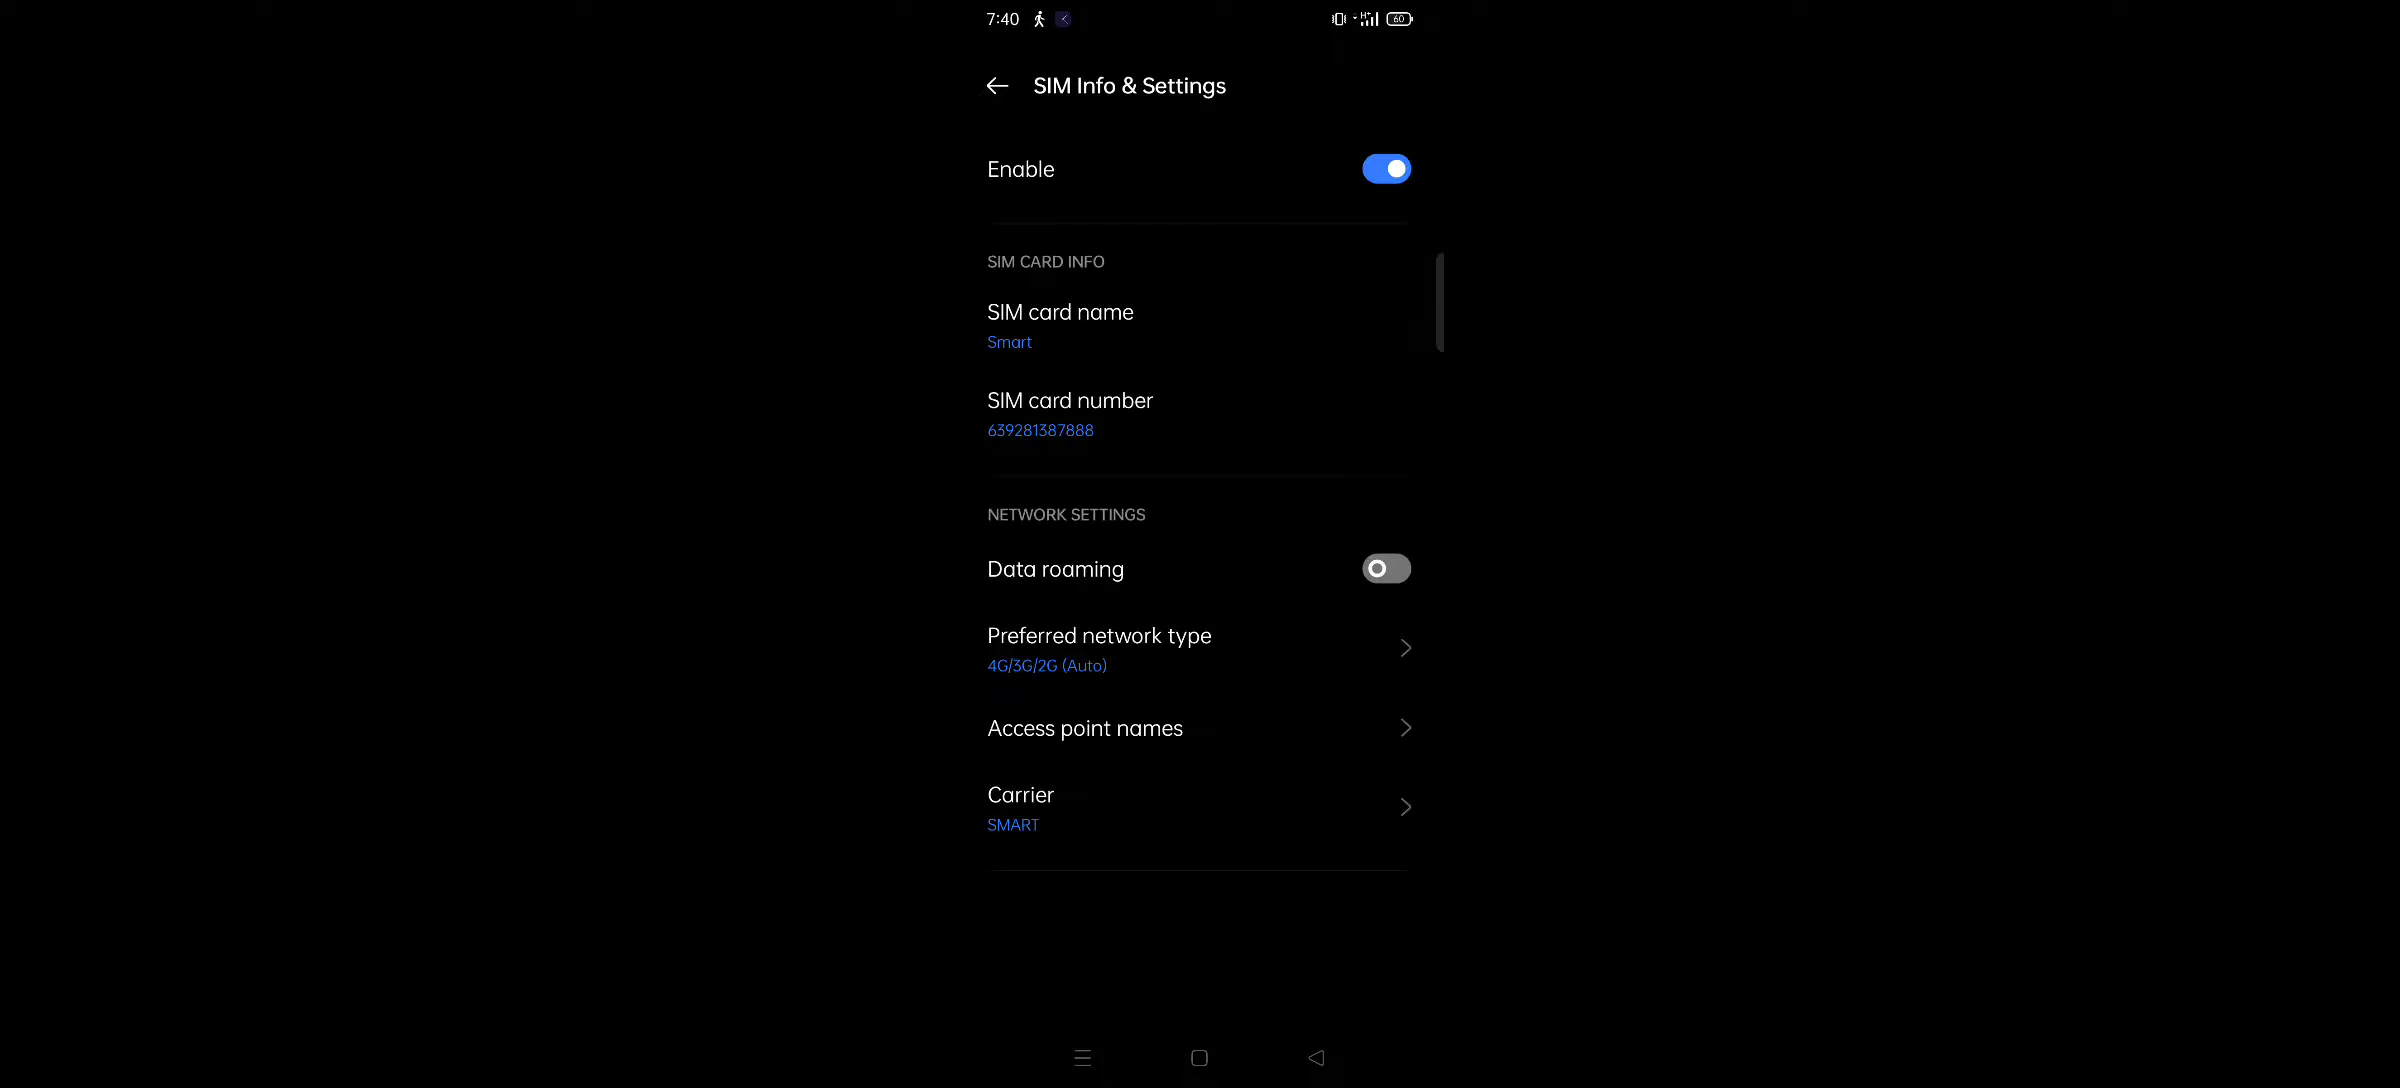 7:40 H+ 60
SIM Info & Settings
Enable
SIM CARD INFO
SIM card name
Smart
SIM card number
639281387888
NETWORK SETTINGS
Data roaming
Preferred network type
4G/3G/2G (Auto)
Access point names
Carrier
SMART